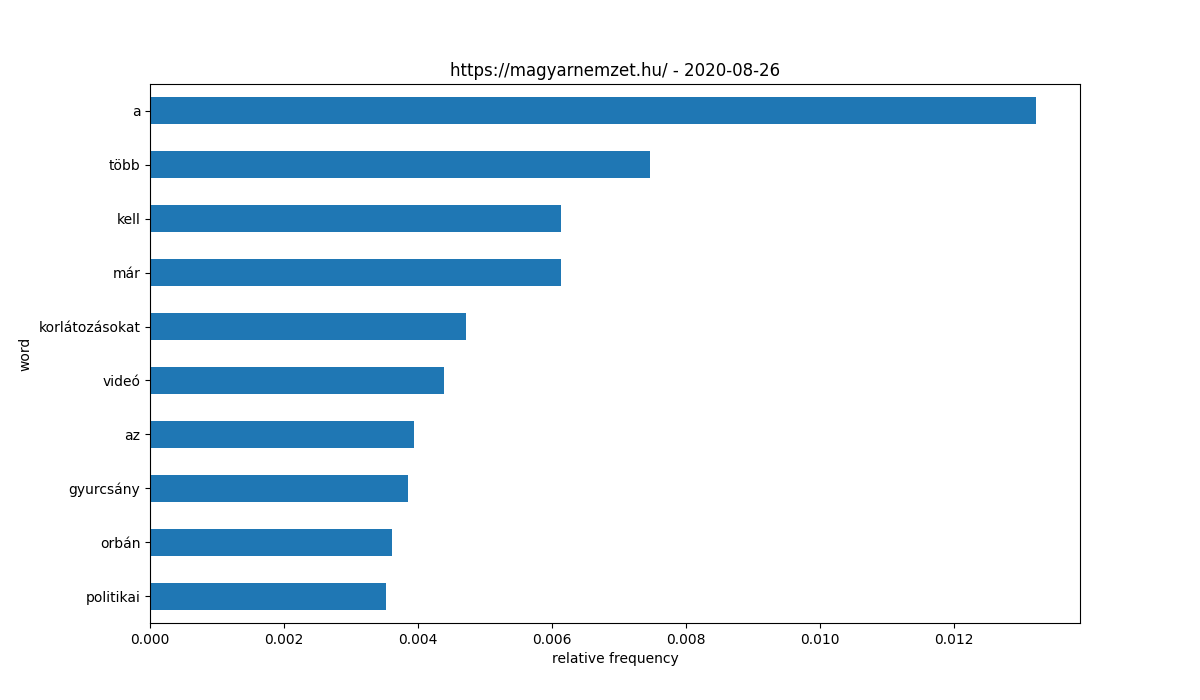 https://magyarnemzet.hu/ - 2020-08-26
a
több
kell
már
korlátozásokat
videó
az
gyurcsány
orbán
politikai
word
0.000 0.002 0.004 0.006 0.008 0.010 0.012
relative frequency